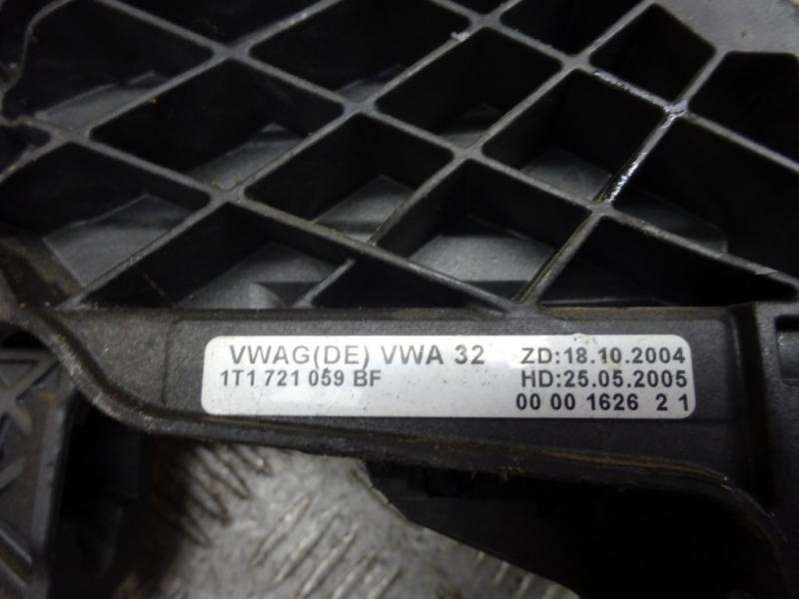 VWAG(DE) VWA 32 ZD:18.10.2004
1T1 721 059 BF HD:25.05.2005
00 00 1626 2 1